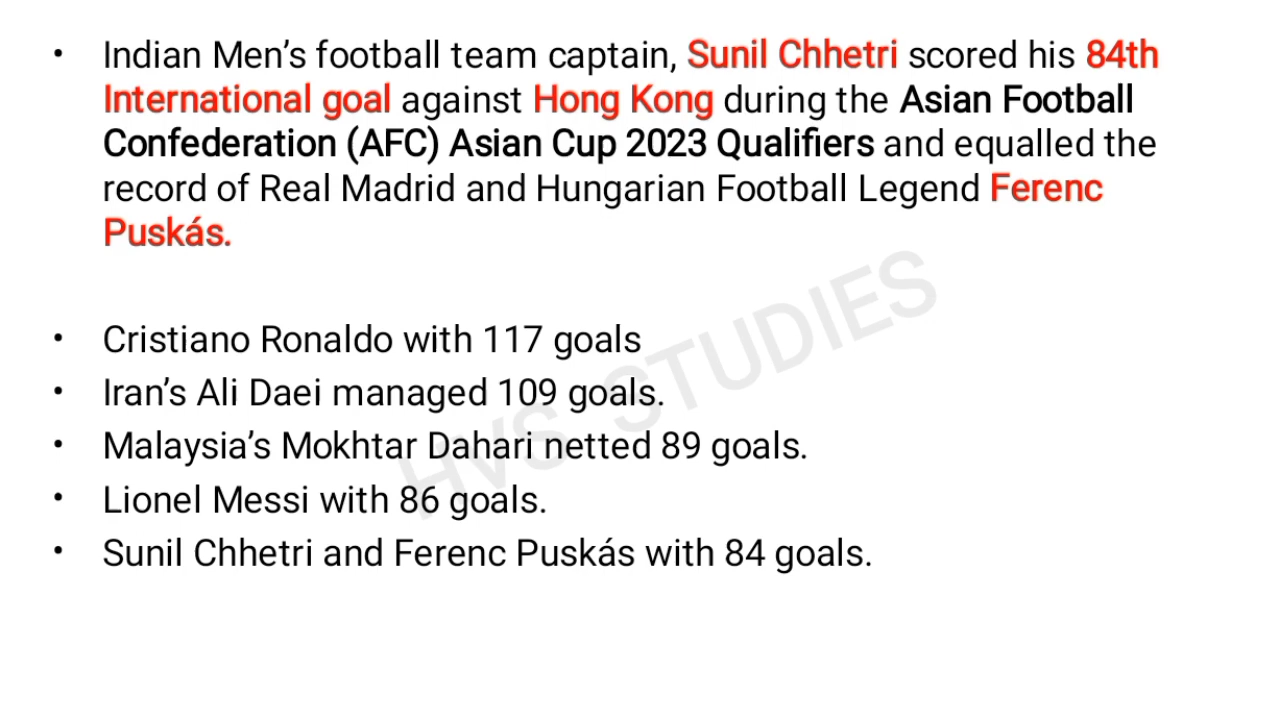 • Indian Men’s football team captain, Sunil Chhetri scored his 84th
International goal against Hong Kong during the Asian Football
Confederation (AFC) Asian Cup 2023 Qualifiers and equalled the
record of Real Madrid and Hungarian Football Legend Ferenc
Puskás.
• Cristiano Ronaldo with 117 goals
• Iran’s Ali Daei managed 109 goals.
• Malaysia’s Mokhtar Dahari netted 89 goals.
• Lionel Messi with 86 goals.
• Sunil Chhetri and Ferenc Puskás with 84 goals.
HVS STUDIES